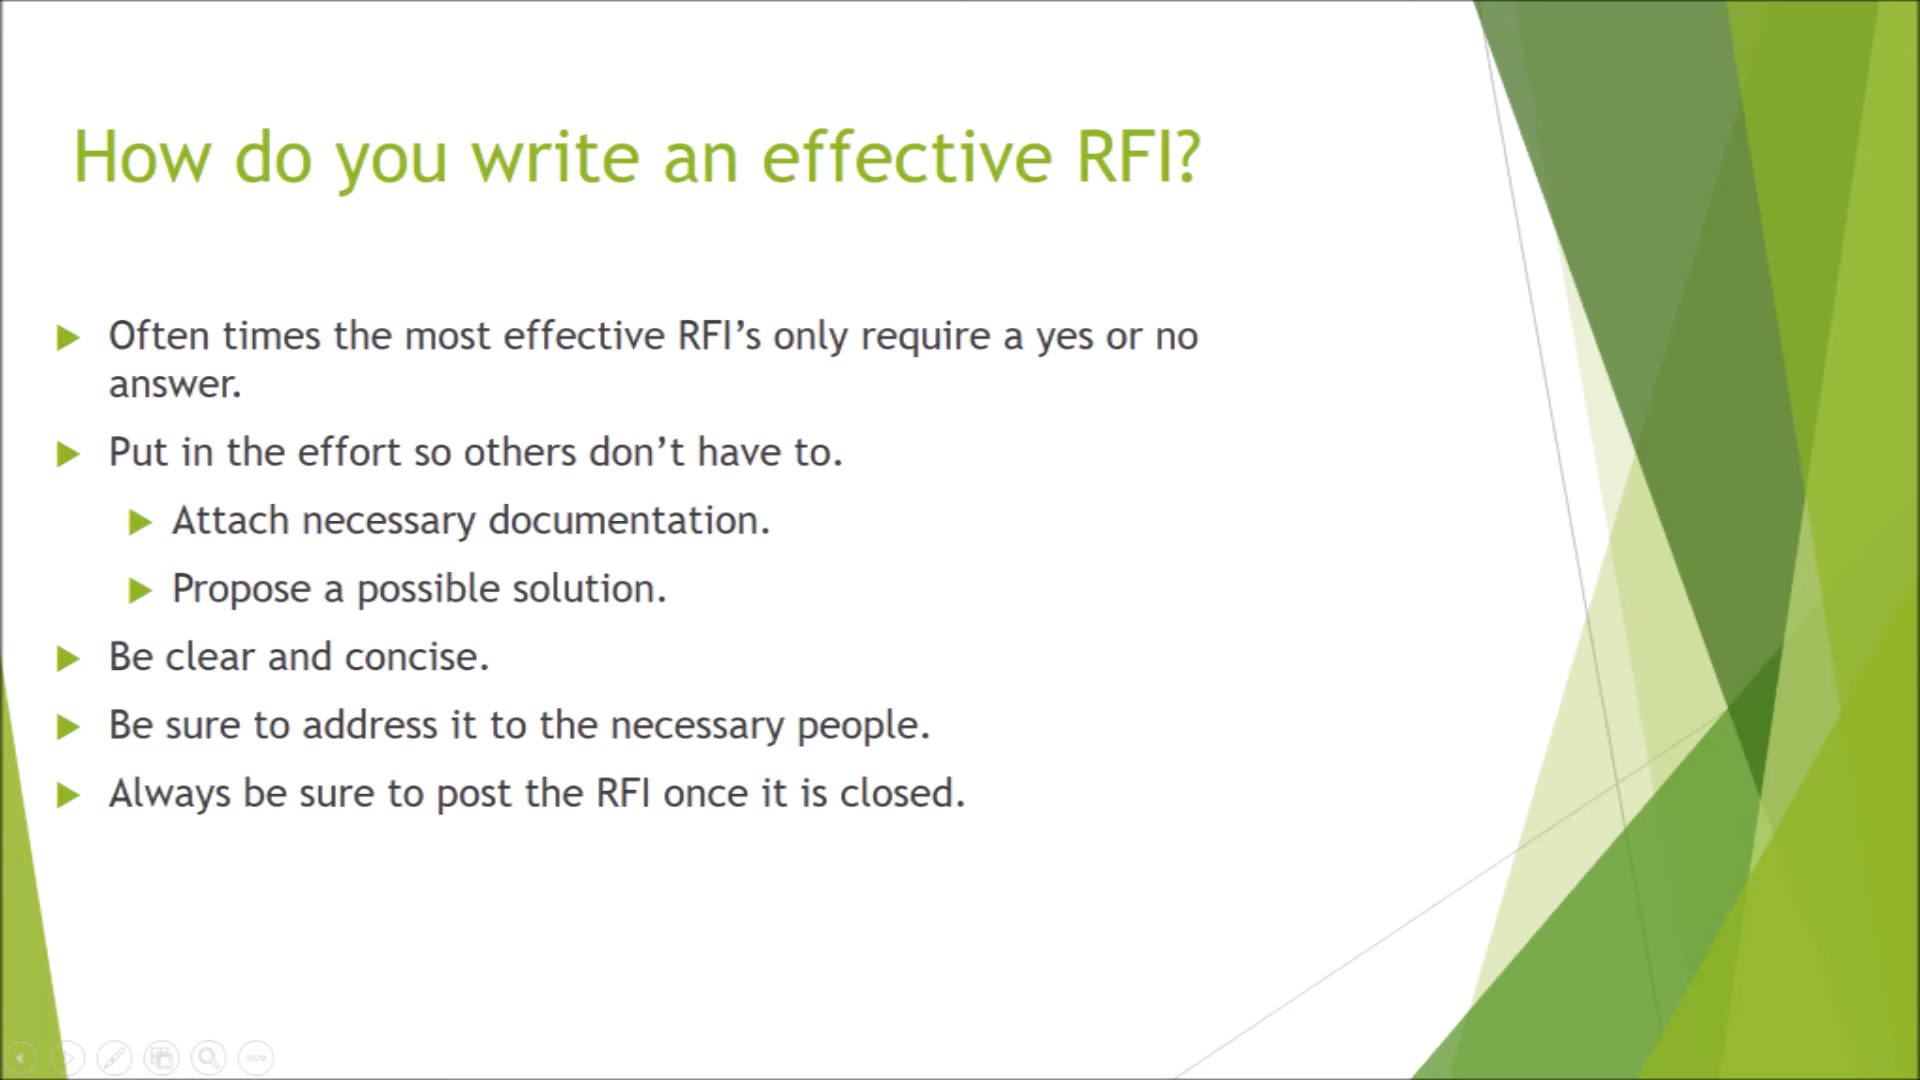 How do you write an effective RFI?
Often times the most effective RFI’s only require a yes or no
answer.
Put in the effort so others don’t have to.
Attach necessary documentation.
Propose a possible solution.
Be clear and concise.
Be sure to address it to the necessary people.
Always be sure to post the RFI once it is closed.